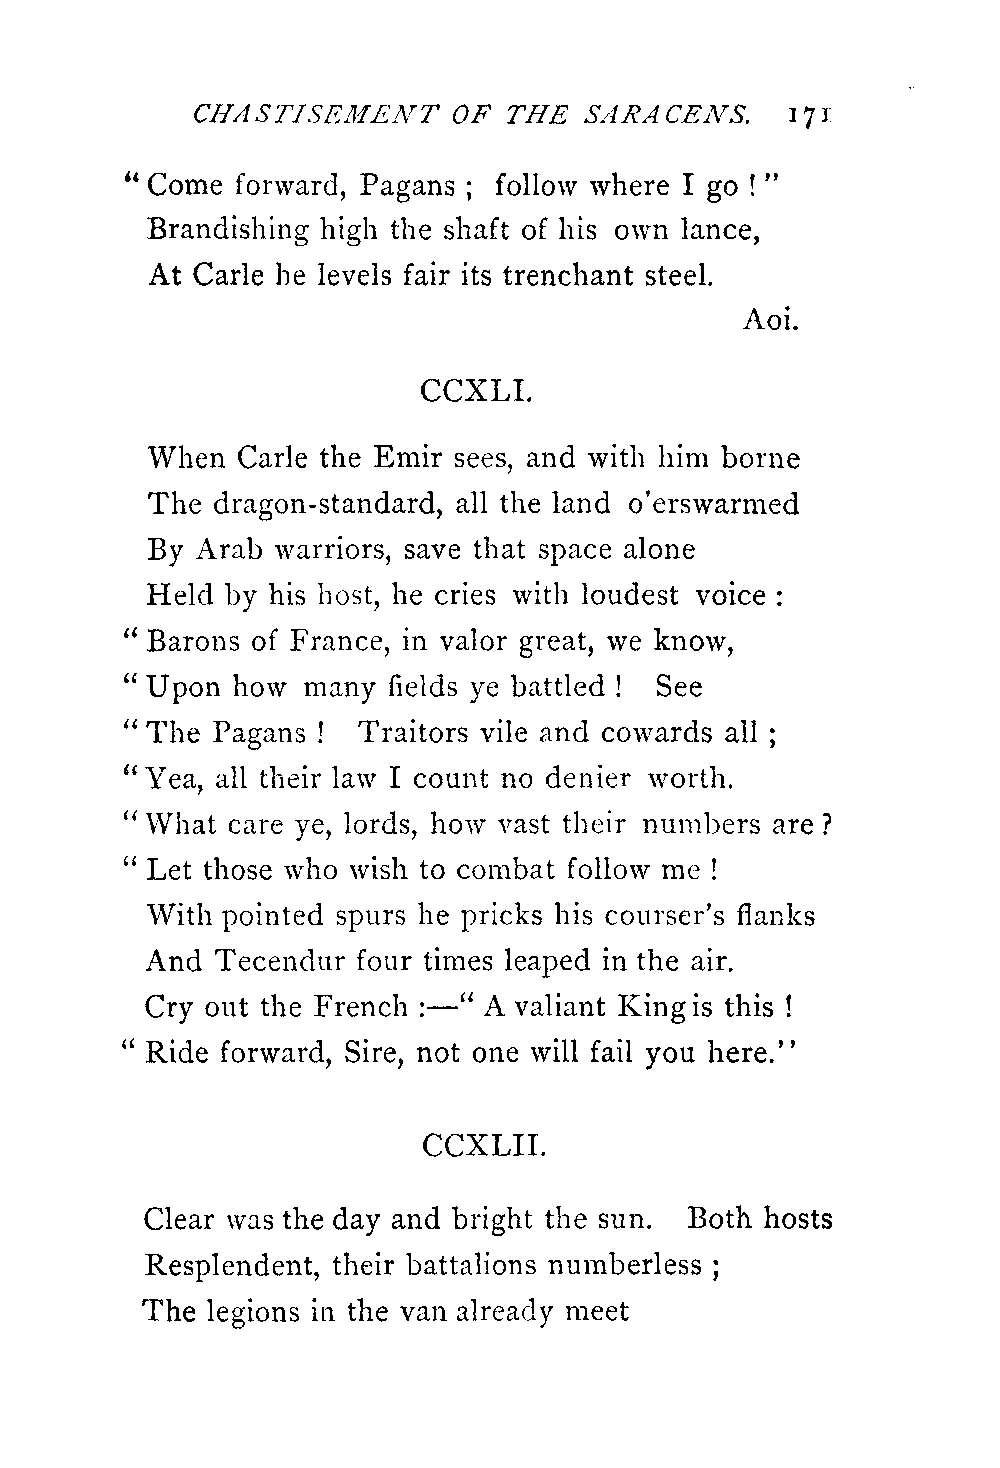 CHASTISEMENT OF THE SARACENS. 171
“ Come forward, Pagans ; follow where I go ! ”
Brandishing high the shaft of his own lance,
At Carle he levels fair its trenchant steel.
Aoi.
CCXLI.
When Carle the Emir sees, and with him borne
The dragon-standard, all the land o'erswarmed
By Arab warriors, save that space alone
Held by his host, he cries with loudest voice :
“ Barons of France, in valor great, we know,
“ Upon how many fields ye battled ! See
“ The Pagans ! Traitors vile and cowards all ;
“ Yea, all their law I count no denier worth.
“ What care ye, lords, how vast their numbers are ?
“ Let those who wish to combat follow me !
With pointed spurs he pricks his courser's flanks
And Tecendur four times leaped in the air.
Cry out the French :—“ A valiant King is this !
“ Ride forward, Sire, not one will fail you here.”
CCXLII.
Clear was the day and bright the sun. Both hosts
Resplendent, their battalions numberless ;
The legions in the van already meet